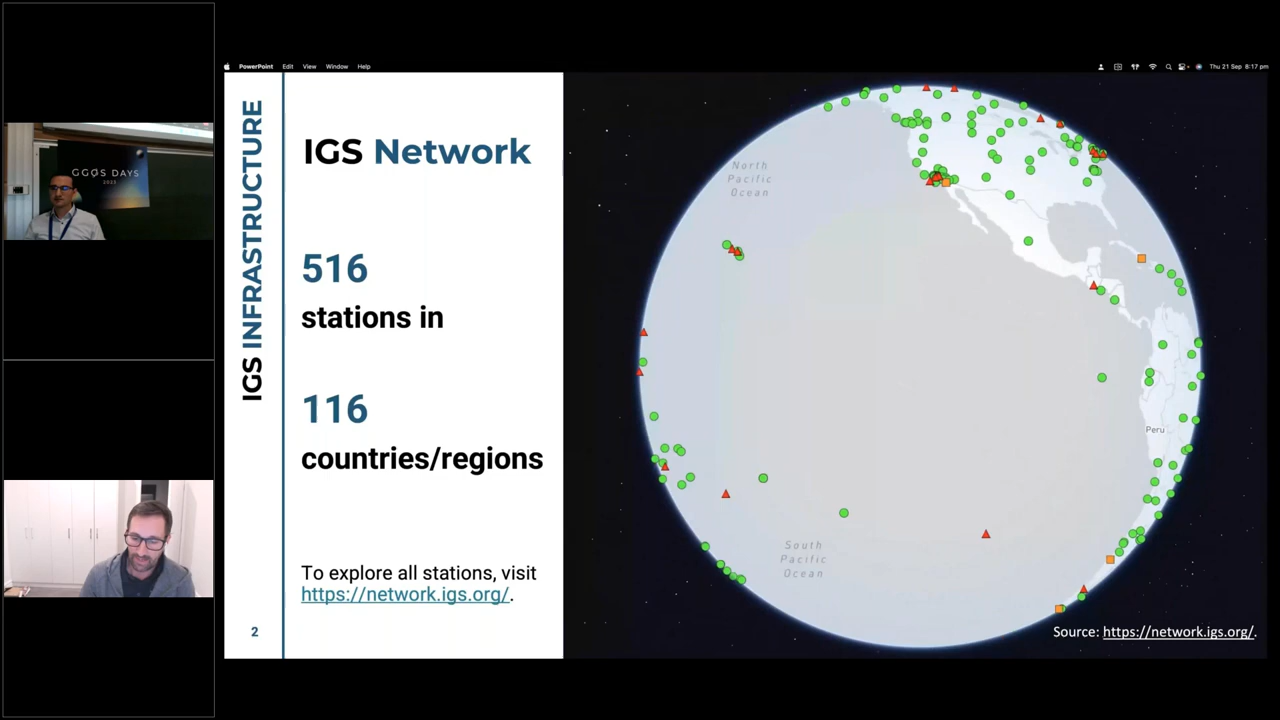 PowerPoint Edit View Window Help
Thu 21 Sep 8:17 pm
GGOS DAYS
2023
IGS INFRASTRUCTURE
IGS Network
516
stations in
116
countries/regions
To explore all stations, visit
https://network.igs.org/.
2
North
Pacific
Ocean
Peru
South
Pacific
Ocean
Source: https://network.igs.org/.